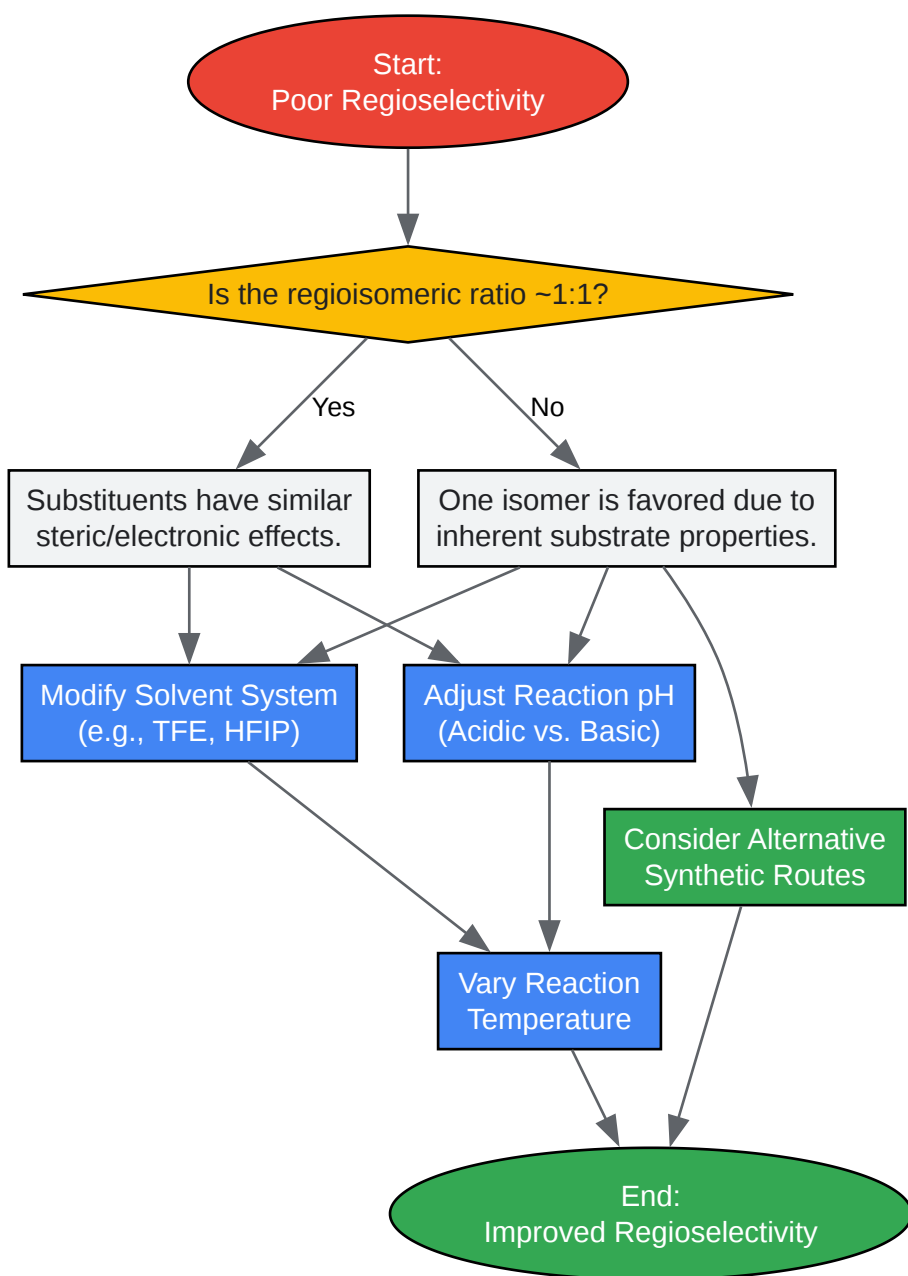 Start:
Poor Regioselectivity
Is the regioisomeric ratio ~1:1?
Yes
No
Substituents have similar
steric/electronic effects.
One isomer is favored due to
inherent substrate properties.
Modify Solvent System
(e.g., TFE, HFIP)
Adjust Reaction pH
(Acidic vs. Basic)
Consider Alternative
Synthetic Routes
Vary Reaction
Temperature
End:
Improved Regioselectivity